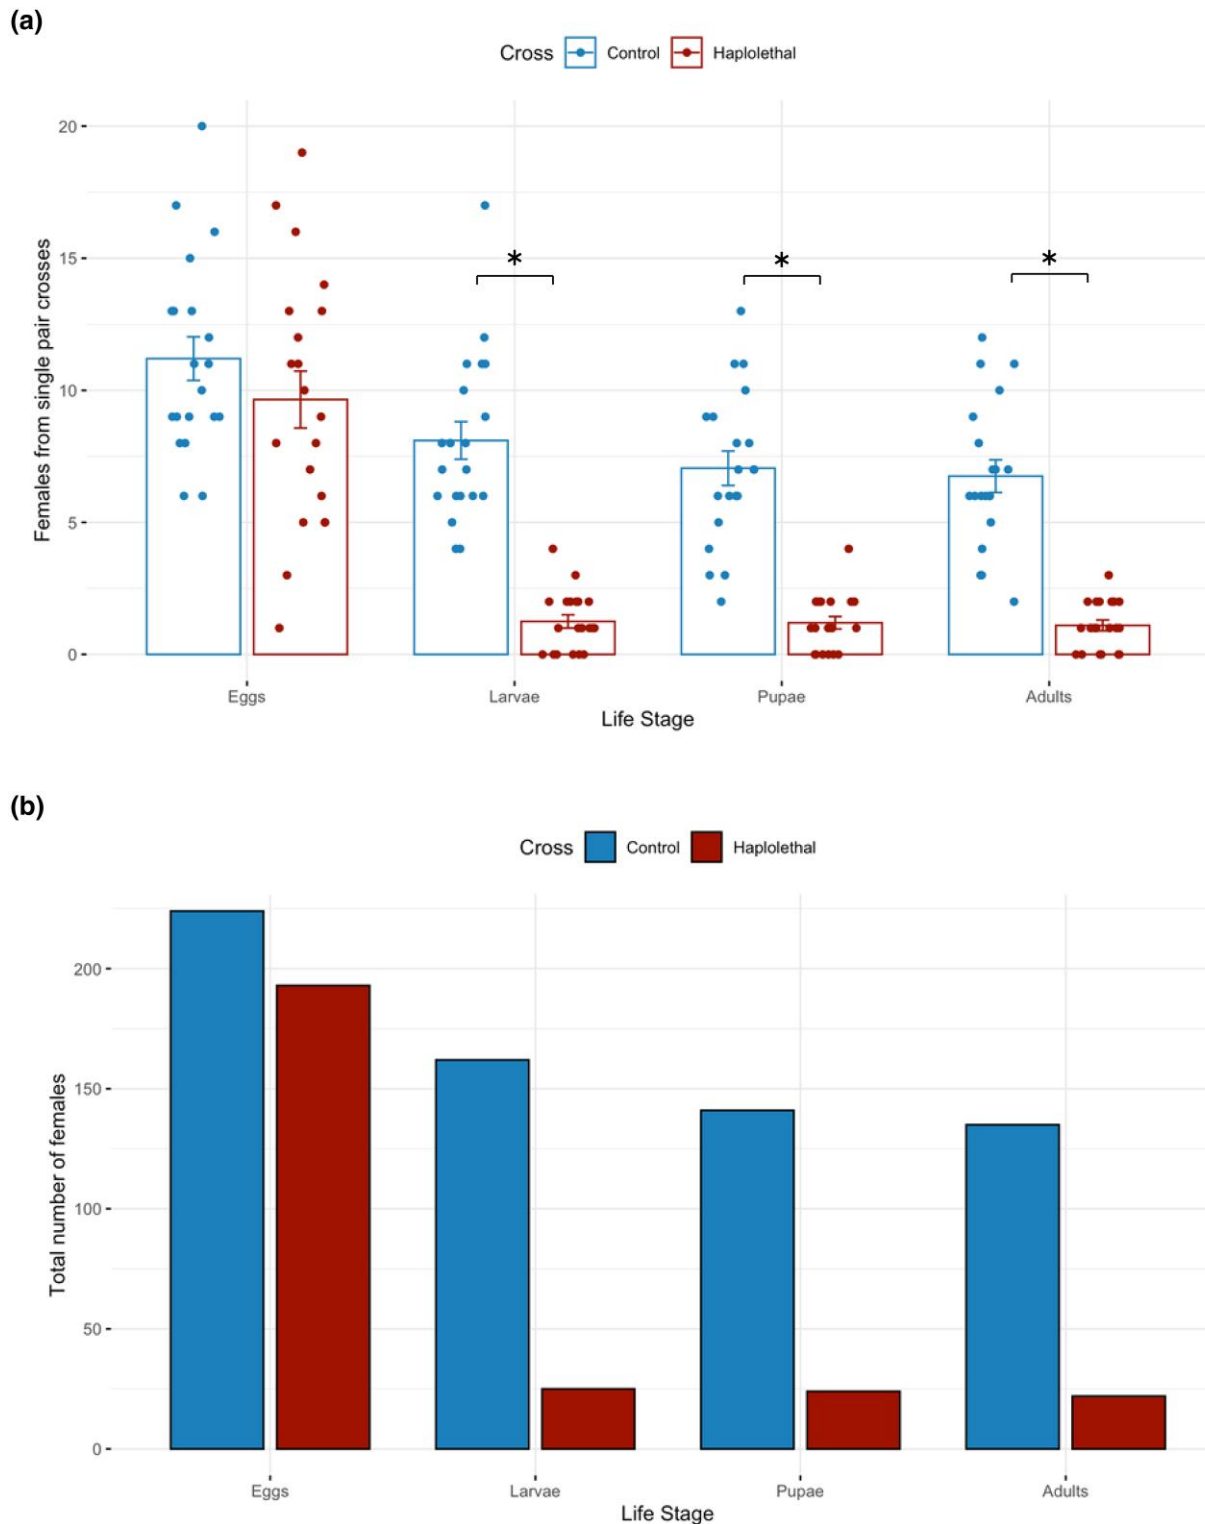 (a)
Cross Control Haplolethal
Females from single pair crosses
20
15
10
5
0
* * *
Eggs Larvae Pupae Adults
Life Stage
(b)
Cross Control Haplolethal
Total number of females
200
150
100
50
0
Eggs Larvae Pupae Adults
Life Stage